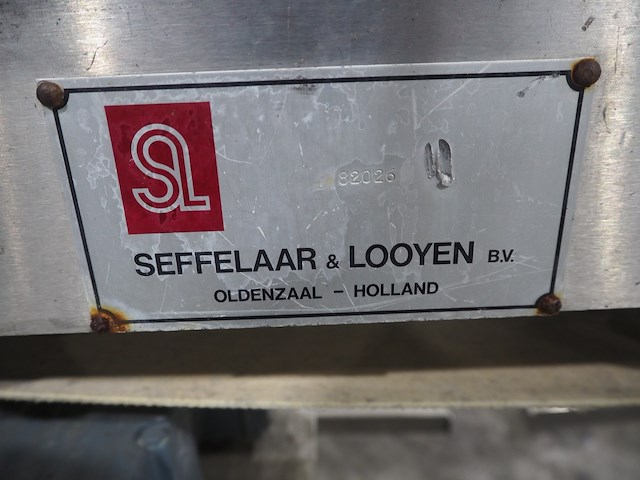 SL
82026
SEFFELAAR & LOOYEN B.V.
OLDENZAAL - HOLLAND